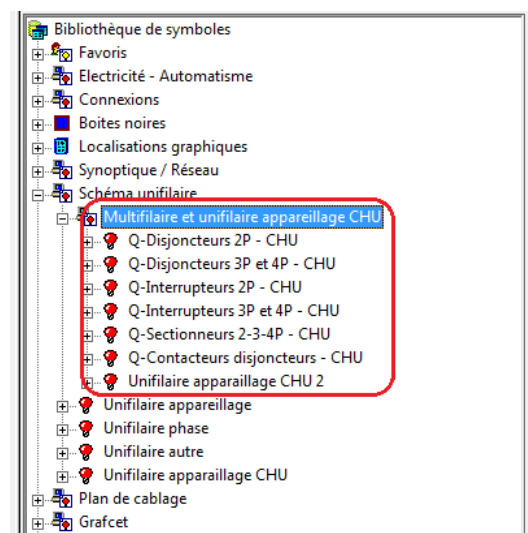 Bibliothèque de symboles
Favoris
Electricité - Automatisme
Connexions
Boites noires
Localisations graphiques
Synoptique / Réseau
Schéma unifilaire
Multifilaire et unifilaire appareillage CHU
Q-Disjoncteurs 2P - CHU
Q-Disjoncteurs 3P et 4P - CHU
Q-Interrupteurs 2P - CHU
Q-Interrupteurs 3P et 4P - CHU
Q-Sectionneurs 2-3-4P - CHU
Q-Contacteurs disjoncteurs - CHU
Unifilaire apparaillage CHU 2
Unifilaire appareillage
Unifilaire phase
Unifilaire autre
Unifilaire apparaillage CHU
Plan de cablage
Grafcet